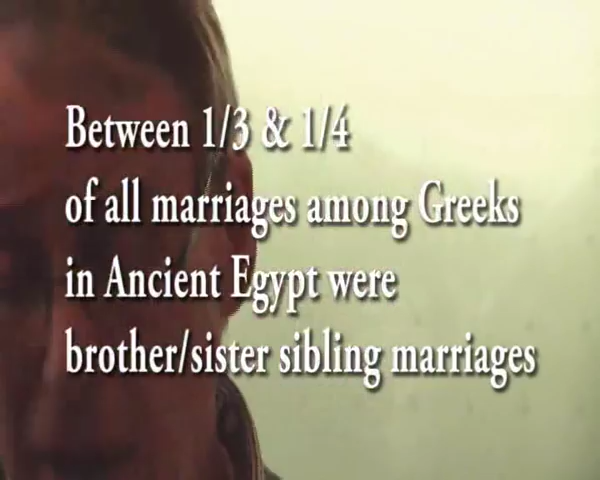 Between 1/3 & 1/4
of all marriages among Greeks
in Ancient Egypt were
brother/sister sibling marriages